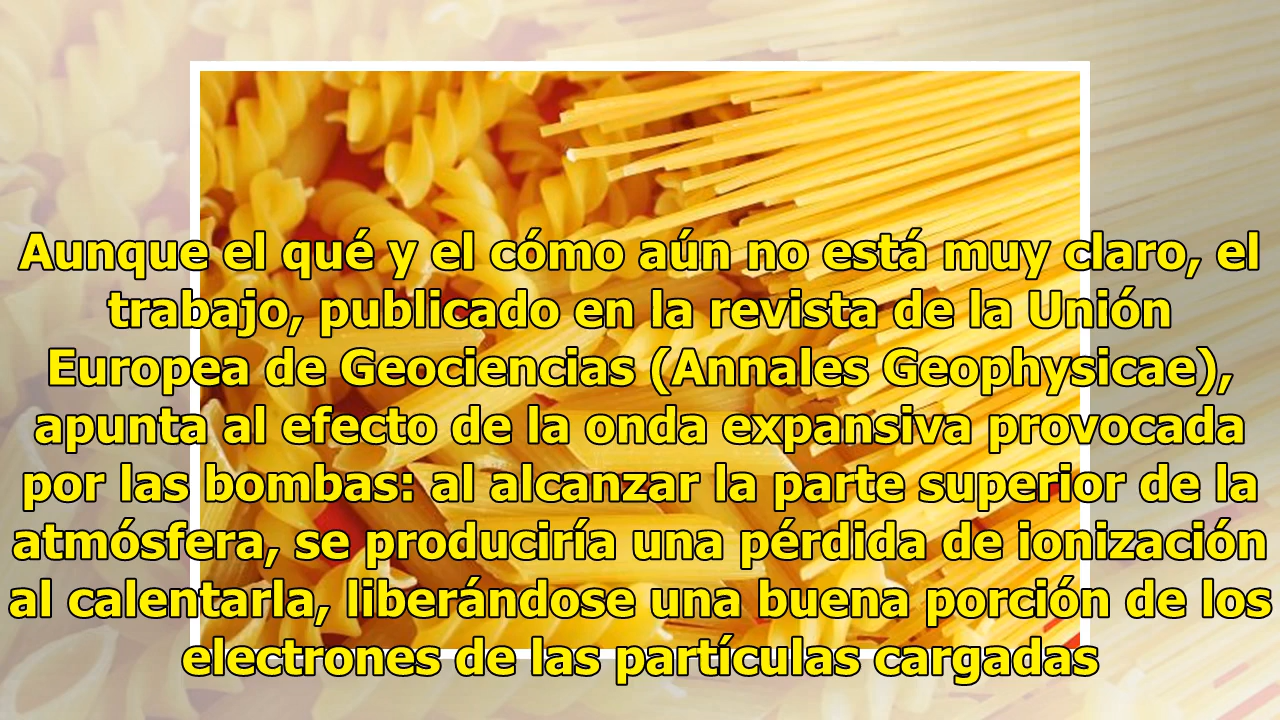 Aunque el qué y el cómo aún no está muy claro, el
trabajo, publicado en la revista de la Unión
Europea de Geociencias (Annales Geophysicae),
apunta al efecto de la onda expansiva provocada
por las bombas: al alcanzar la parte superior de la
atmósfera, se produciría una pérdida de ionización
al calentarla, liberándose una buena porción de los
electrones de las partículas cargadas